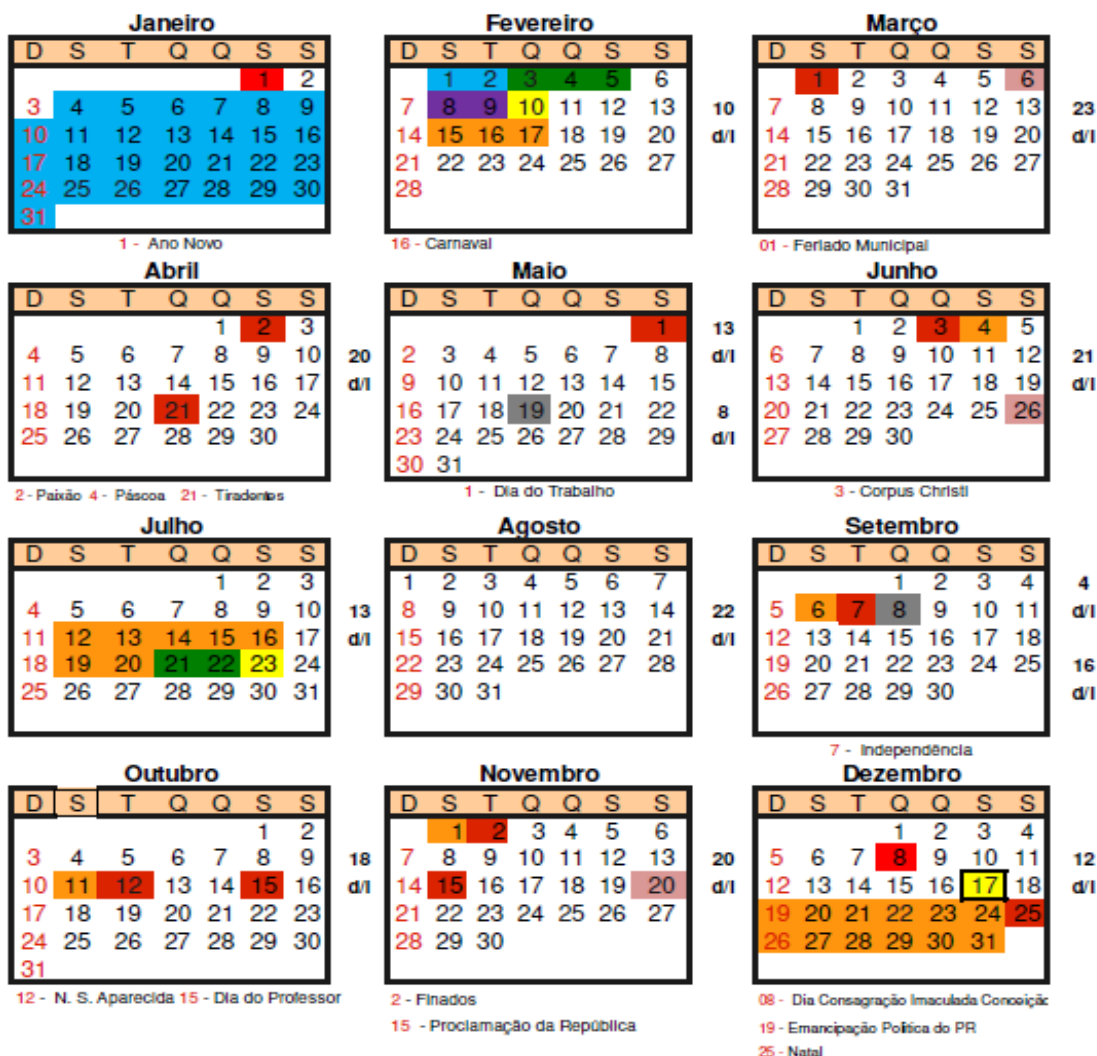 Janeiro
D S T Q Q S S
1 2
3 4 5 6 7 8 9
10 11 12 13 14 15 16
17 18 19 20 21 22 23
24 25 26 27 28 29 30
31
1 - Ano Novo
Fevereiro
D S T Q Q S S
1 2 3 4 5 6
7 8 9 10 11 12 13 10
14 15 16 17 18 19 20 d/l
21 22 23 24 25 26 27
28
16 - Carnaval
Março
D S T Q Q S S
1 2 3 4 5 6
7 8 9 10 11 12 13 23
14 15 16 17 18 19 20 d/l
21 22 23 24 25 26 27
28 29 30 31
01 - Feriado Municipal
Abril
D S T Q Q S S
1 2 3
4 5 6 7 8 9 10 20
11 12 13 14 15 16 17 d/l
18 19 20 21 22 23 24
25 26 27 28 29 30
2 - Paixão 4 - Páscoa 21 - Tiradentes
Maio
D S T Q Q S S
1 13
2 3 4 5 6 7 8 d/l
9 10 11 12 13 14 15
16 17 18 19 20 21 22 8
23 24 25 26 27 28 29 d/l
30 31
1 - Dia do Trabalho
Junho
D S T Q Q S S
1 2 3 4 5
6 7 8 9 10 11 12 21
13 14 15 16 17 18 19 d/l
20 21 22 23 24 25 26
27 28 29 30
3 - Corpus Christi
Julho
D S T Q Q S S
1 2 3
4 5 6 7 8 9 10 13
11 12 13 14 15 16 17 d/l
18 19 20 21 22 23 24
25 26 27 28 29 30 31
Agosto
D S T Q Q S S
1 2 3 4 5 6 7
8 9 10 11 12 13 14 22
15 16 17 18 19 20 21 d/l
22 23 24 25 26 27 28
29 30 31
Setembro
D S T Q Q S S
1 2 3 4 4
5 6 7 8 9 10 11 d/l
12 13 14 15 16 17 18
19 20 21 22 23 24 25 16
26 27 28 29 30 d/l
7 - Independência
Outubro
D S T Q Q S S
1 2
3 4 5 6 7 8 9 18
10 11 12 13 14 15 16 d/l
17 18 19 20 21 22 23
24 25 26 27 28 29 30
31
12 - N. S. Aparecida 15 - Dia do Professor
Novembro
D S T Q Q S S
1 2 3 4 5 6
7 8 9 10 11 12 13 20
14 15 16 17 18 19 20 d/l
21 22 23 24 25 26 27
28 29 30
2 - Finados
15 - Proclamação da República
Dezembro
D S T Q Q S S
1 2 3 4
5 6 7 8 9 10 11 12
12 13 14 15 16 17 18 d/l
19 20 21 22 23 24 25
26 27 28 29 30 31
08 - Dia Consagração Imaculada Conceiçãc
19 - Emancipação Política do PR
25 - Natal